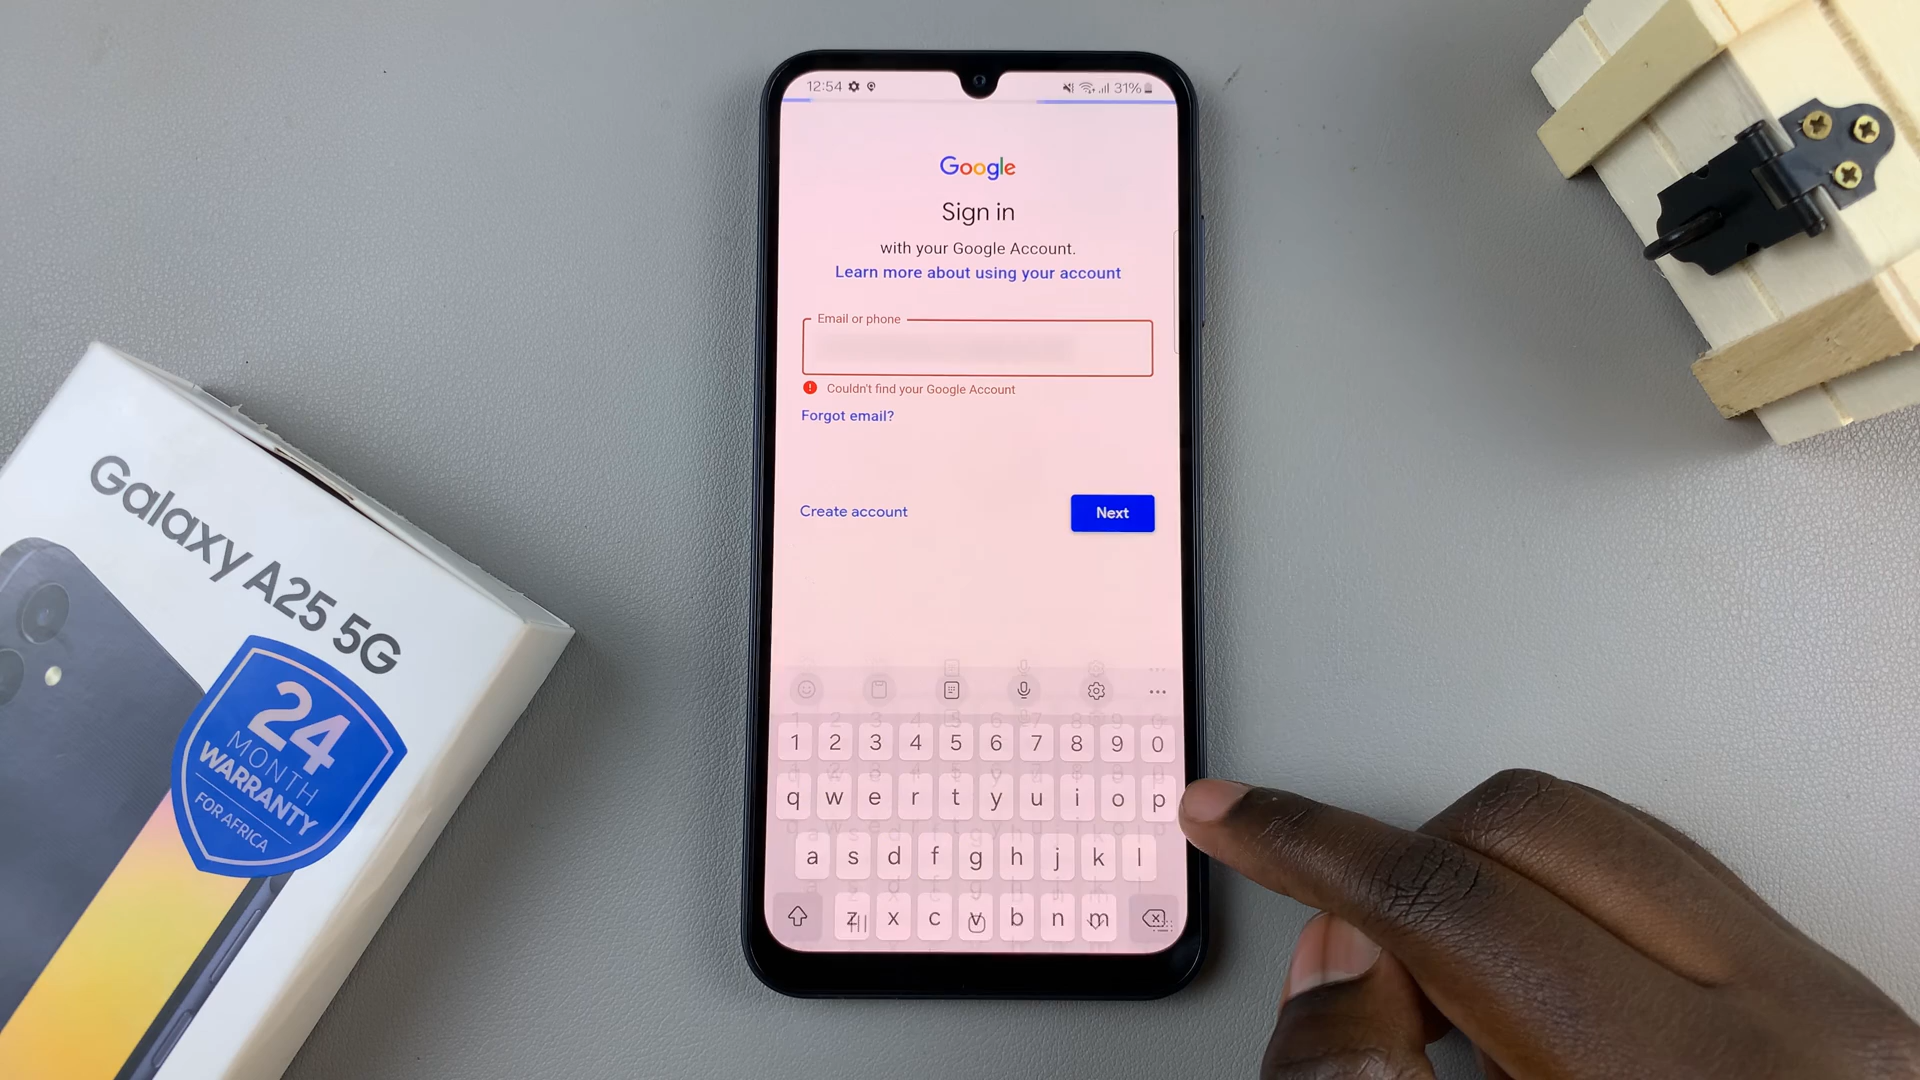 12:54
31%
Google
Sign in
with your Google Account.
Learn more about using your account
Email or phone
Couldn't find your Google Account
Forgot email?
Create account
Next
1 2 3 4 5 6 7 8 9 0
q w e r t y u i o p
a s d f g h j k l
z x c v b n m
Galaxy A25 5G
24
MONTH
WARRANTY
FOR AFRICA